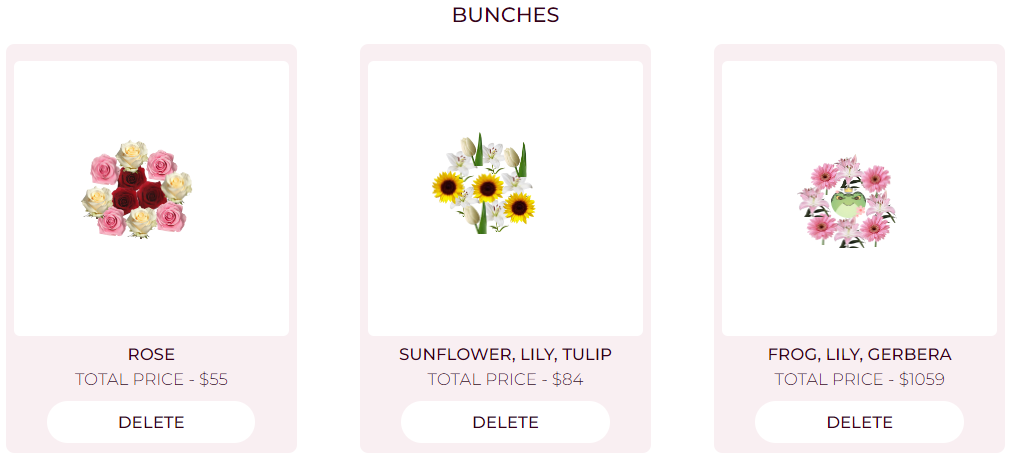 BUNCHES
ROSE
TOTAL PRICE - $55
DELETE
SUNFLOWER, LILY, TULIP
TOTAL PRICE - $84
DELETE
FROG, LILY, GERBERA
TOTAL PRICE - $1059
DELETE